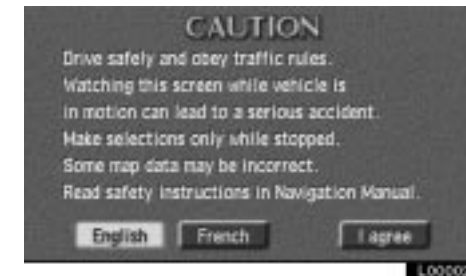 CAUTION
Drive safely and obey traffic rules.
Watching this screen while vehicle is
in motion can lead to a serious accident.
Make selections only while stopped.
Some map data may be incorrect.
Read safety instructions in Navigation Manual.
English French I agree